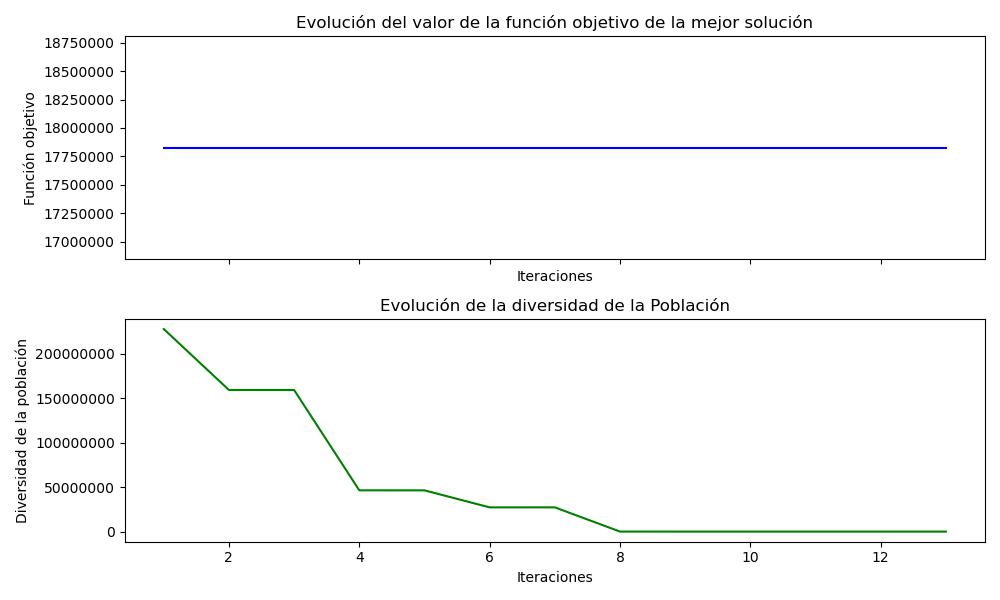 Evolución del valor de la función objetivo de la mejor solución
18750000
18500000
18250000
18000000
17750000
17500000
17250000
17000000
Función objetivo
Iteraciones
Evolución de la diversidad de la Población
200000000
150000000
100000000
50000000
0
Diversidad de la población
2 4 6 8 10 12
Iteraciones